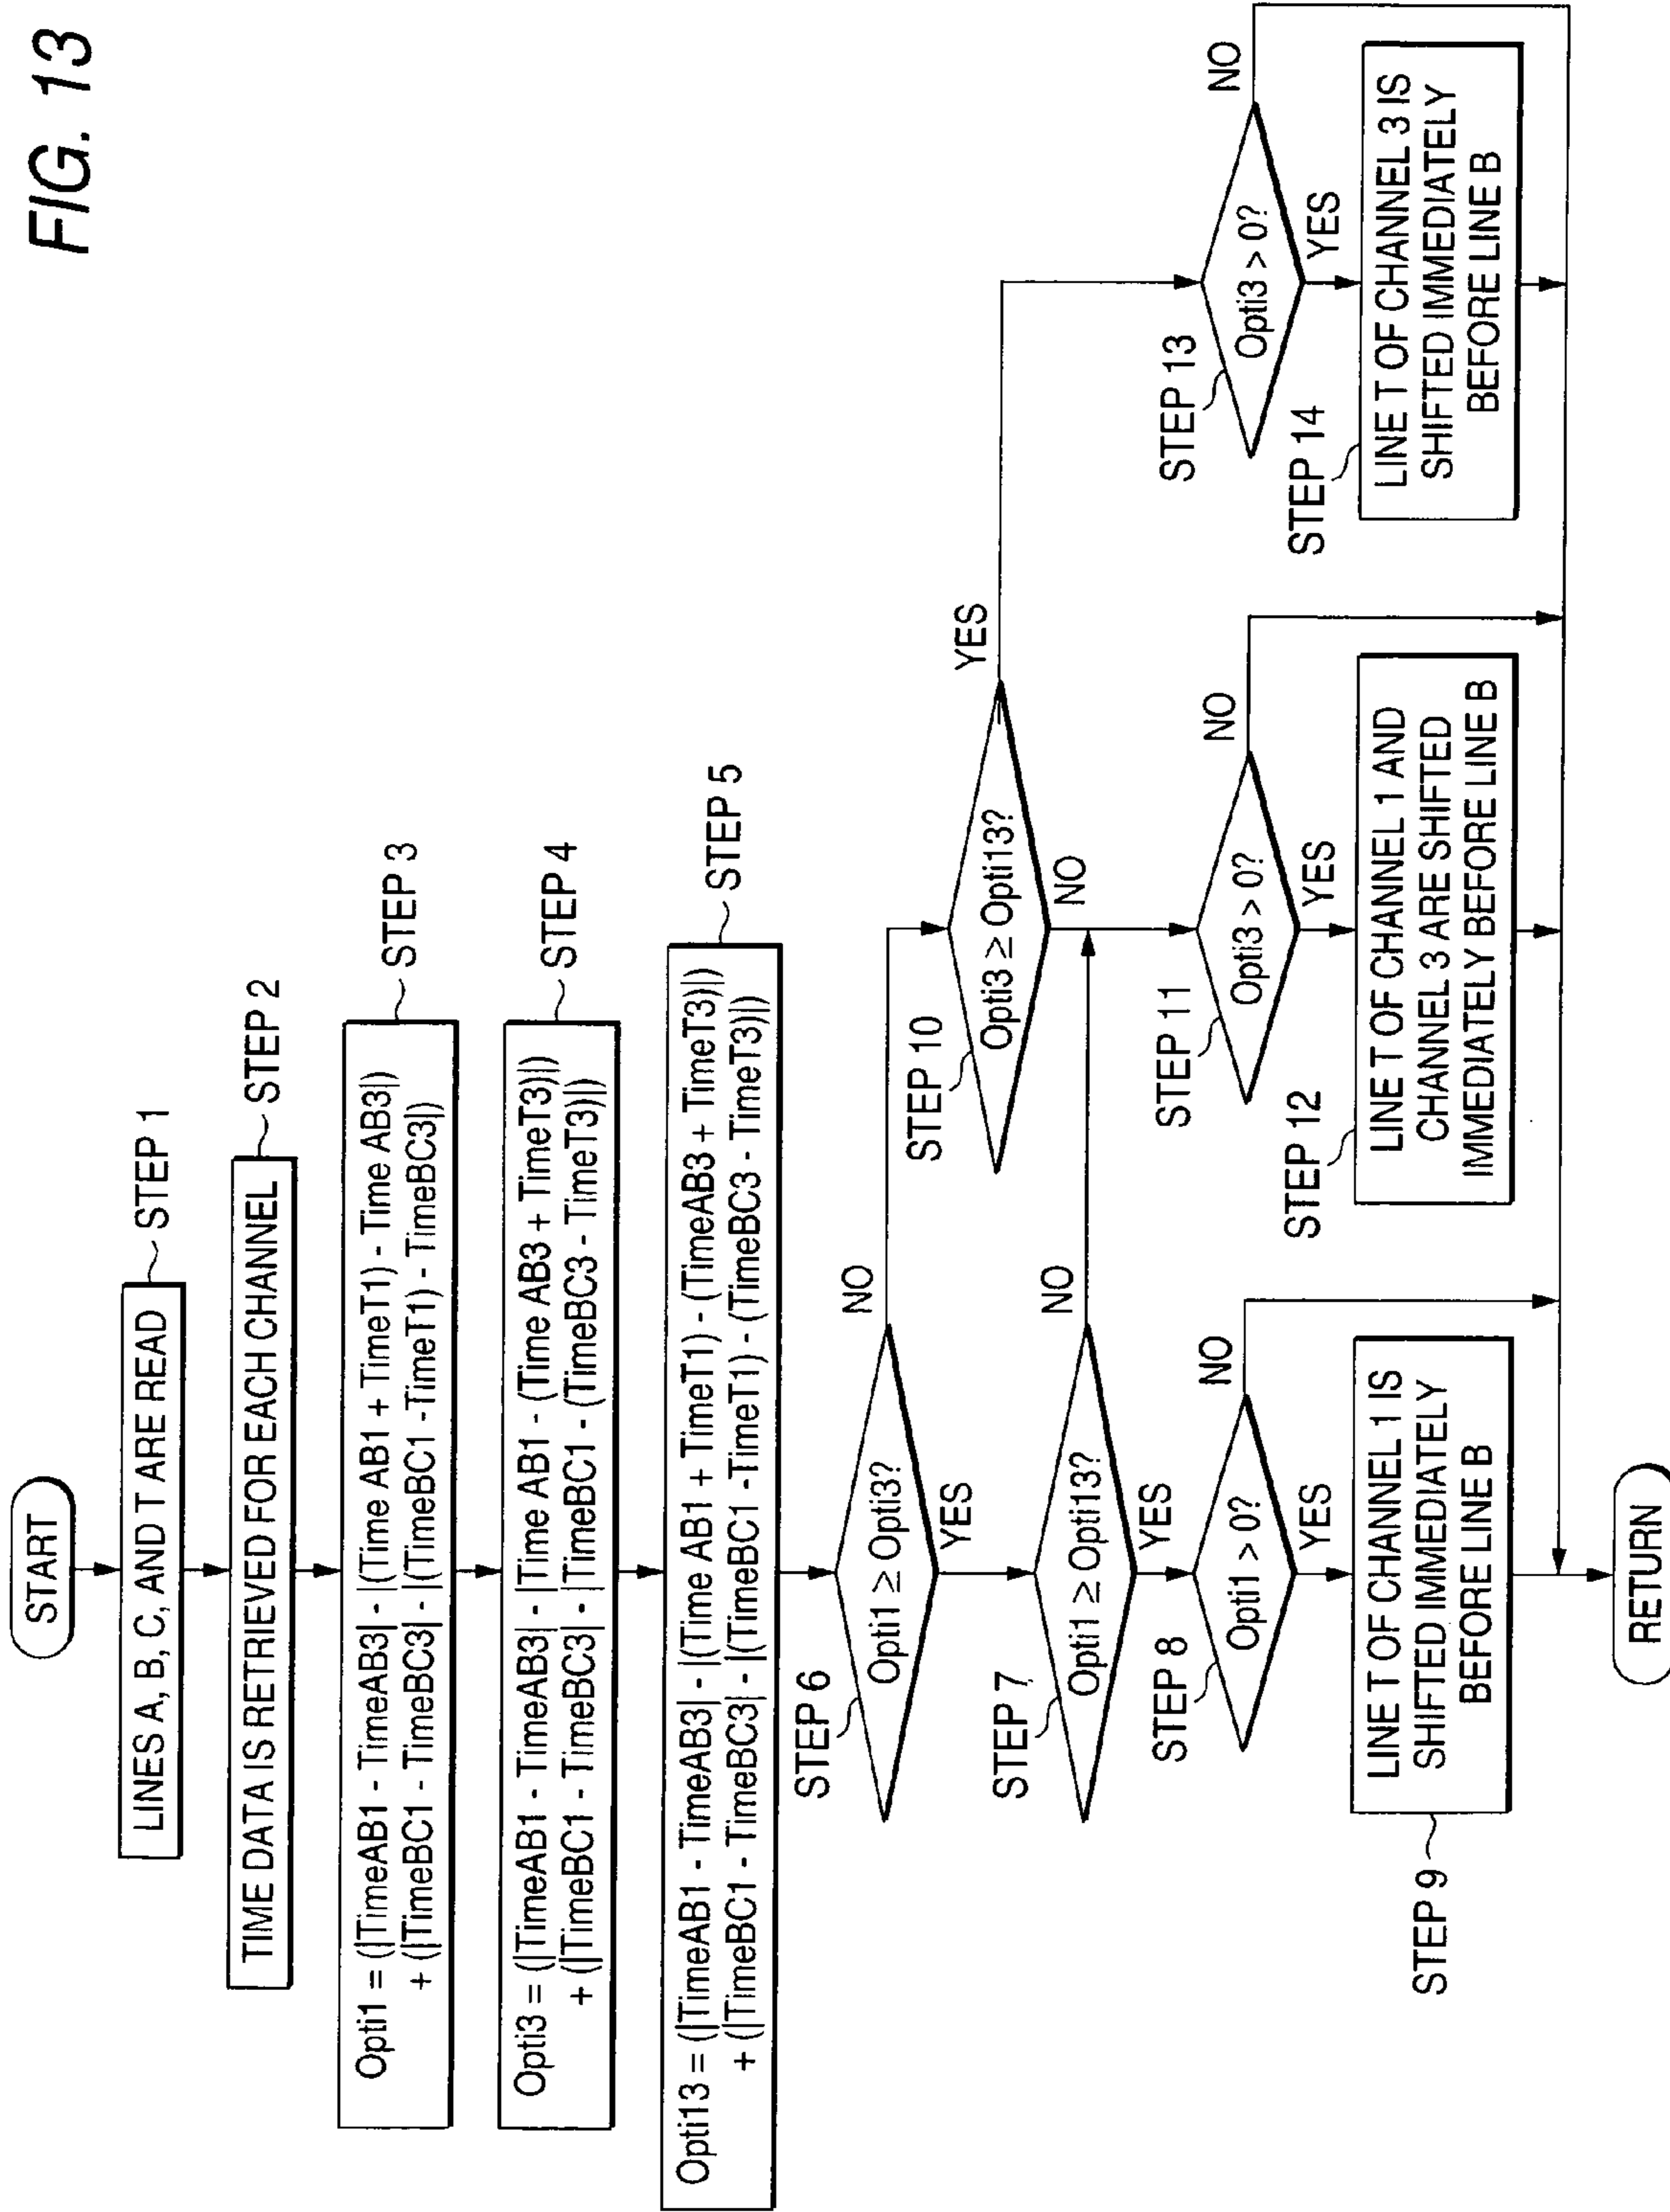 FIG. 13
START
LINES A, B, C, AND T ARE READ
STEP 1
TIME DATA IS RETRIEVED FOR EACH CHANNEL
STEP 2
Opti1 = (|TimeAB1 - TimeAB3| - |(Time AB1 + TimeT1) - Time AB3|)
+ (|TimeBC1 - TimeBC3| - |(TimeBC1 -TimeT1) - TimeBC3|)
STEP 3
Opti3 = (|TimeAB1 - TimeAB3| - |Time AB1 - (Time AB3 + TimeT3)|)
+ (|TimeBC1 - TimeBC3| - |TimeBC1 - (TimeBC3 - TimeT3)|)
STEP 4
Opti13 = (|TimeAB1 - TimeAB3| - |(Time AB1 + TimeT1) - (TimeAB3 + TimeT3)|)
+ (|TimeBC1 - TimeBC3| - |(TimeBC1 -TimeT1) - (TimeBC3 - TimeT3)|)
STEP 5
STEP 6
Opti1 ≥ Opti3?
NO
YES
STEP 7
Opti1 ≥ Opti13?
NO
YES
STEP 8
Opti1 > 0?
NO
YES
STEP 9
LINE T OF CHANNEL 1 IS
SHIFTED IMMEDIATELY
BEFORE LINE B
STEP 10
Opti3 ≥ Opti13?
YES
NO
STEP 11
Opti3 > 0?
NO
YES
STEP 12
LINE T OF CHANNEL 1 AND
CHANNEL 3 ARE SHIFTED
IMMEDIATELY BEFORE LINE B
STEP 13
Opti3 > 0?
NO
YES
STEP 14
LINE T OF CHANNEL 3 IS
SHIFTED IMMEDIATELY
BEFORE LINE B
RETURN